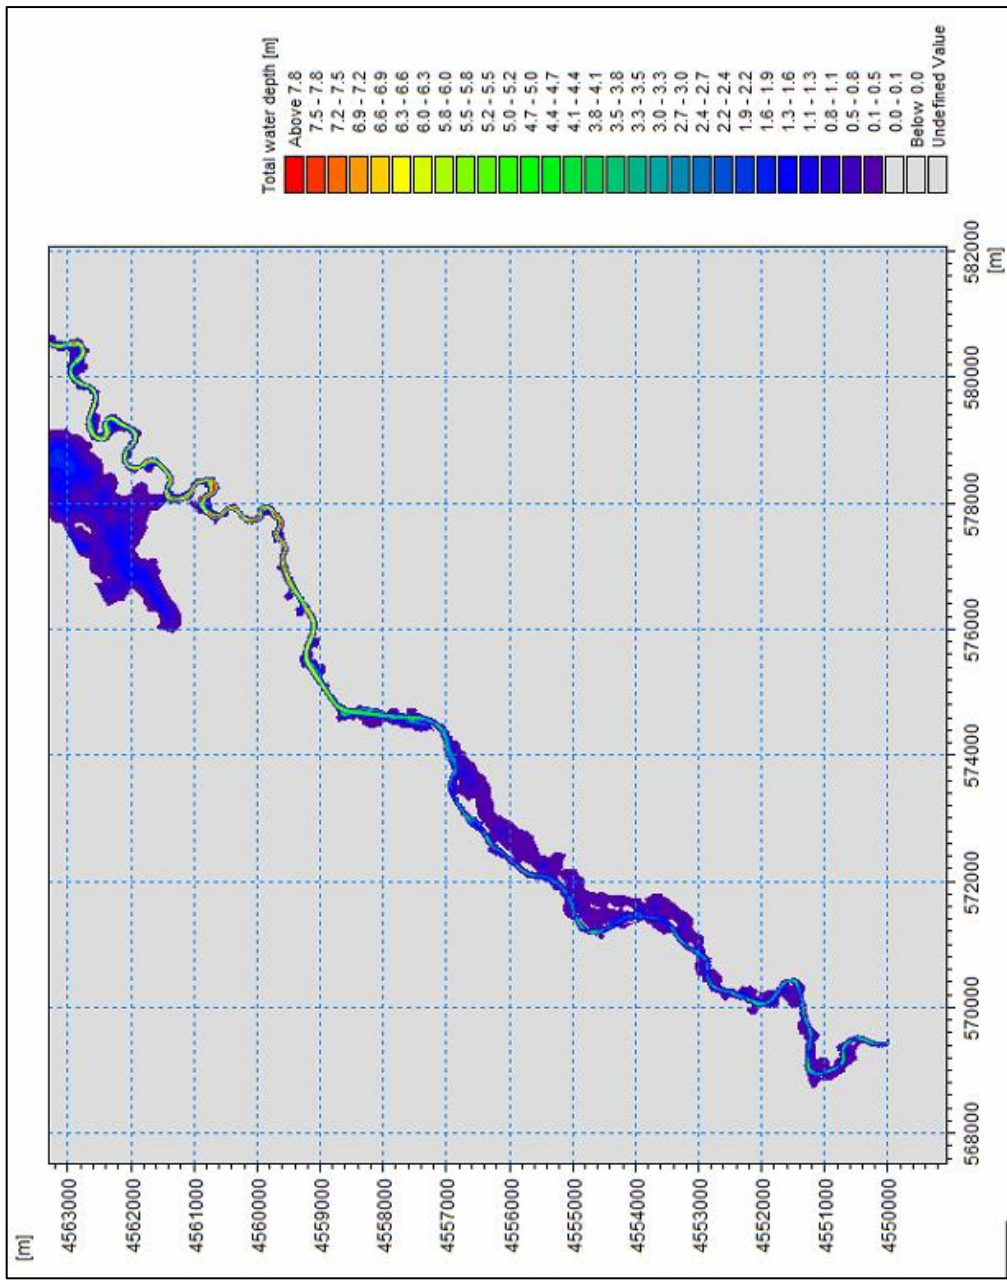 [m]
4563000
4562000
4561000
4560000
4559000
4558000
4557000
4556000
4555000
4554000
4553000
4552000
4551000
4550000
568000
570000
572000
574000
576000
578000
580000
582000
[m]
Total water depth [m]
Above 7.8
7.5 - 7.8
7.2 - 7.5
6.9 - 7.2
6.6 - 6.9
6.3 - 6.6
6.0 - 6.3
5.8 - 6.0
5.5 - 5.8
5.2 - 5.5
5.0 - 5.2
4.7 - 5.0
4.4 - 4.7
4.1 - 4.4
3.8 - 4.1
3.5 - 3.8
3.3 - 3.5
3.0 - 3.3
2.7 - 3.0
2.4 - 2.7
2.2 - 2.4
1.9 - 2.2
1.6 - 1.9
1.3 - 1.6
1.1 - 1.3
0.8 - 1.1
0.5 - 0.8
0.1 - 0.5
0.0 - 0.1
Below 0.0
Undefined Value